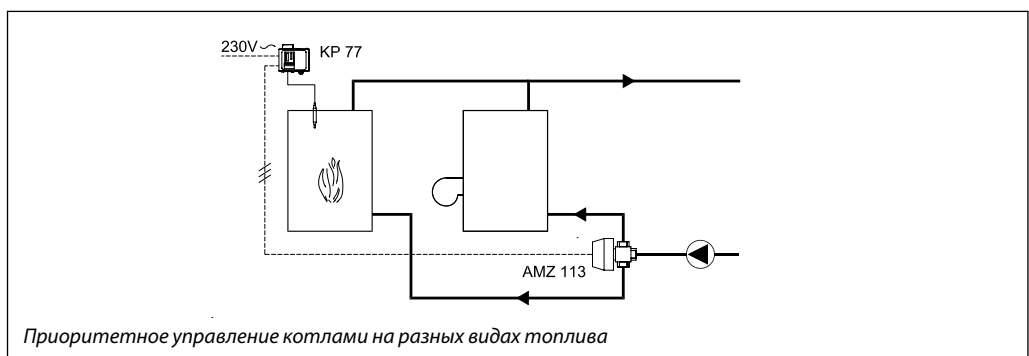 230V~
KP 77
AMZ 113
Приоритетное управление котлами на разных видах топлива